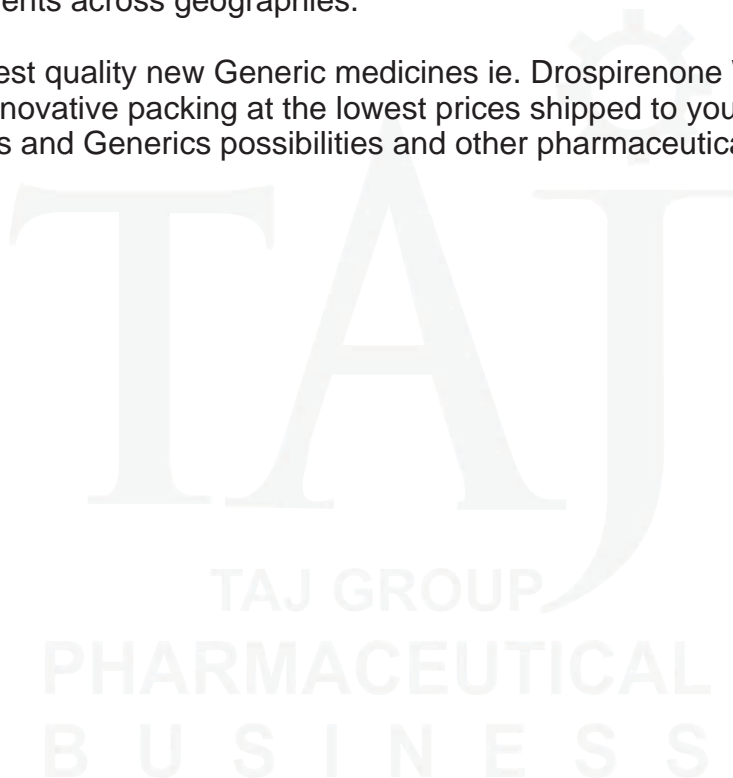 ents across geographies.
est quality new Generic medicines ie. Drospirenone
novative packing at the lowest prices shipped to you
s and Generics possibilities and other pharmaceutica
TAJ
TAJ GROUP
PHARMACEUTICAL
BUSINESS